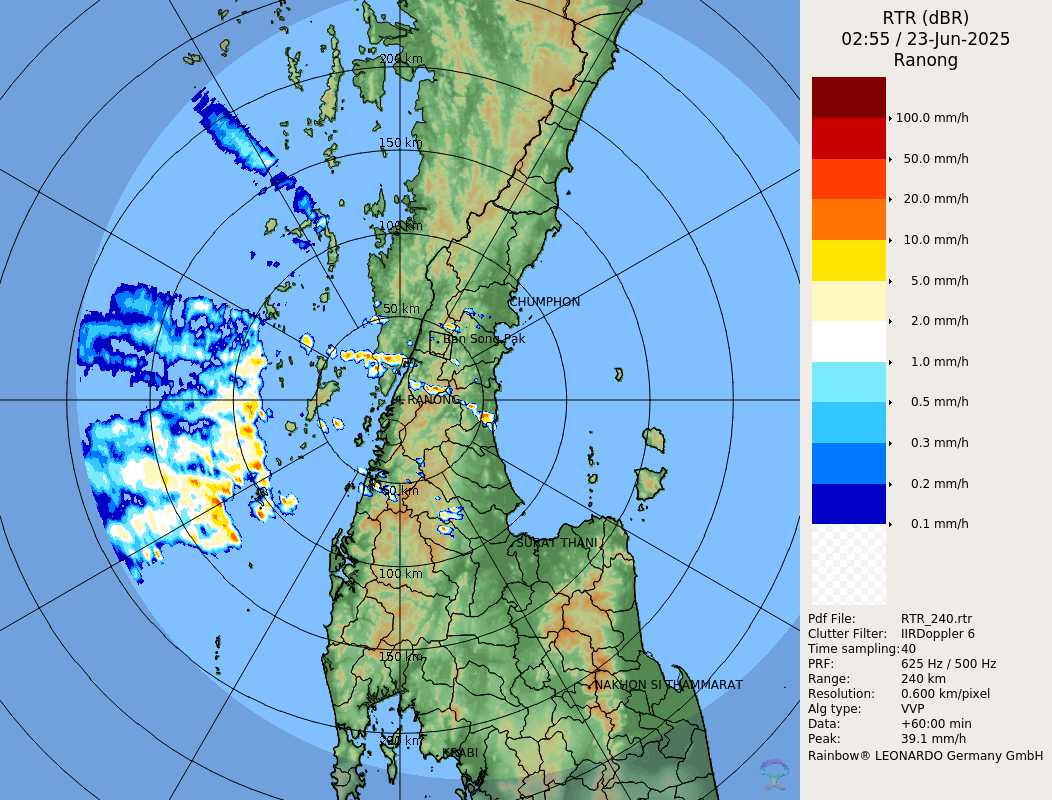 RTR (dBR)
02:55 / 23-Jun-2025
Ranong
100.0 mm/h
50.0 mm/h
20.0 mm/h
10.0 mm/h
5.0 mm/h
2.0 mm/h
1.0 mm/h
0.5 mm/h
0.3 mm/h
0.2 mm/h
0.1 mm/h
Pdf File: RTR_240.rtr
Clutter Filter: IIRDoppler 6
Time sampling:40
PRF: 625 Hz / 500 Hz
Range: 240 km
Resolution: 0.600 km/pixel
Alg type: VVP
Data: +60:00 min
Peak: 39.1 mm/h
Rainbow® LEONARDO Germany GmbH
200 km
150 km
100 km
50 km
CHUMPHON
Ban Song Pak
RANONG
50 km
SURAT THANI
100 km
150 km
NAKHON SI THAMMARAT
200 km
KRABI